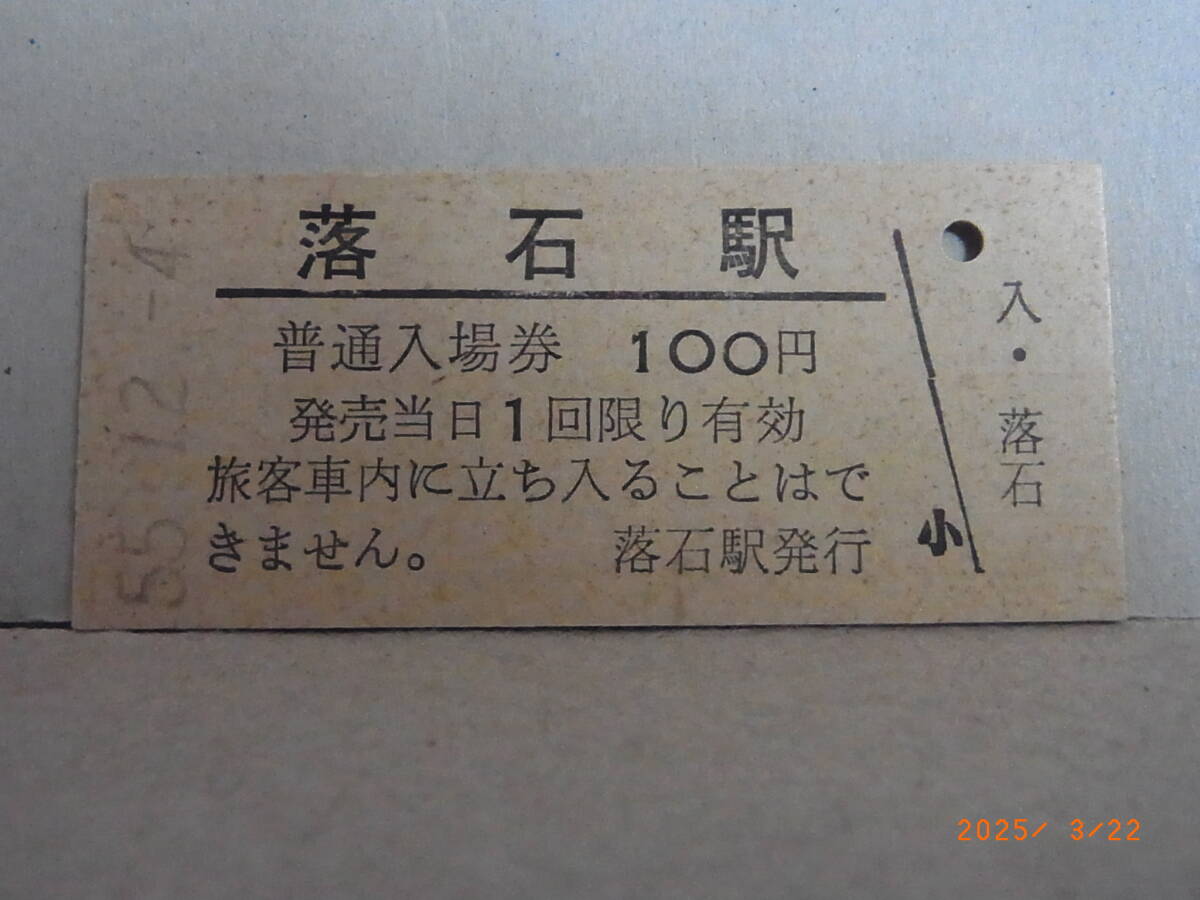 落石駅
普通入場券 100円
発売当日1回限り有効
旅客車内に立ち入ることはで
きません。 落石駅発行
小
入・落石
55.12.-4
2025/ 3/22